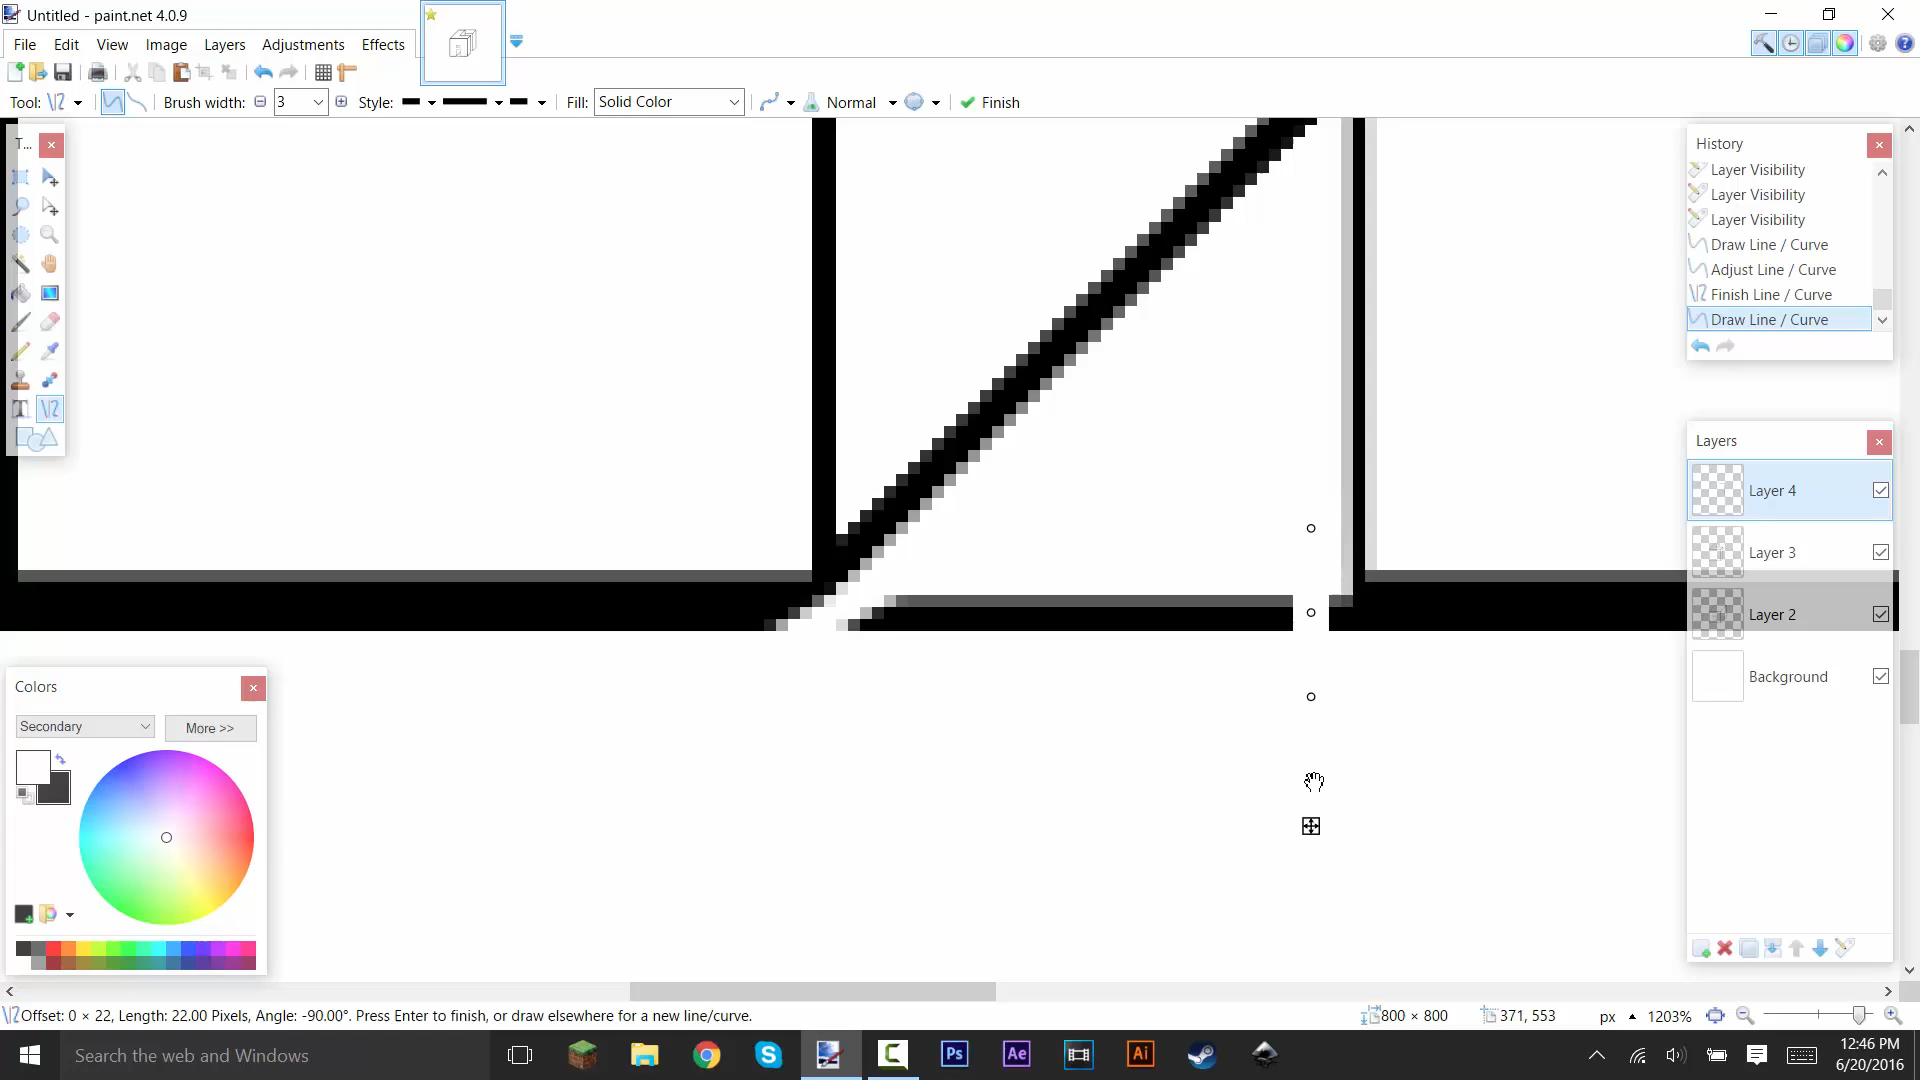 Untitled - paint.net 4.0.9
File Edit View Image Layers Adjustments Effects
Tool: Brush width: 3 Style: Fill: Solid Color Normal Finish
T...
History
Layer Visibility
Layer Visibility
Layer Visibility
Draw Line / Curve
Adjust Line / Curve
Finish Line / Curve
Draw Line / Curve
Layers
Layer 4
Layer 3
Layer 2
Background
Colors
Secondary More >>
Offset: 0 × 22, Length: 22.00 Pixels, Angle: -90.00°. Press Enter to finish, or draw elsewhere for a new line/curve. 800 × 800 371, 553 px 1203%
Search the web and Windows
Ps Ae Ai
12:46 PM
6/20/2016